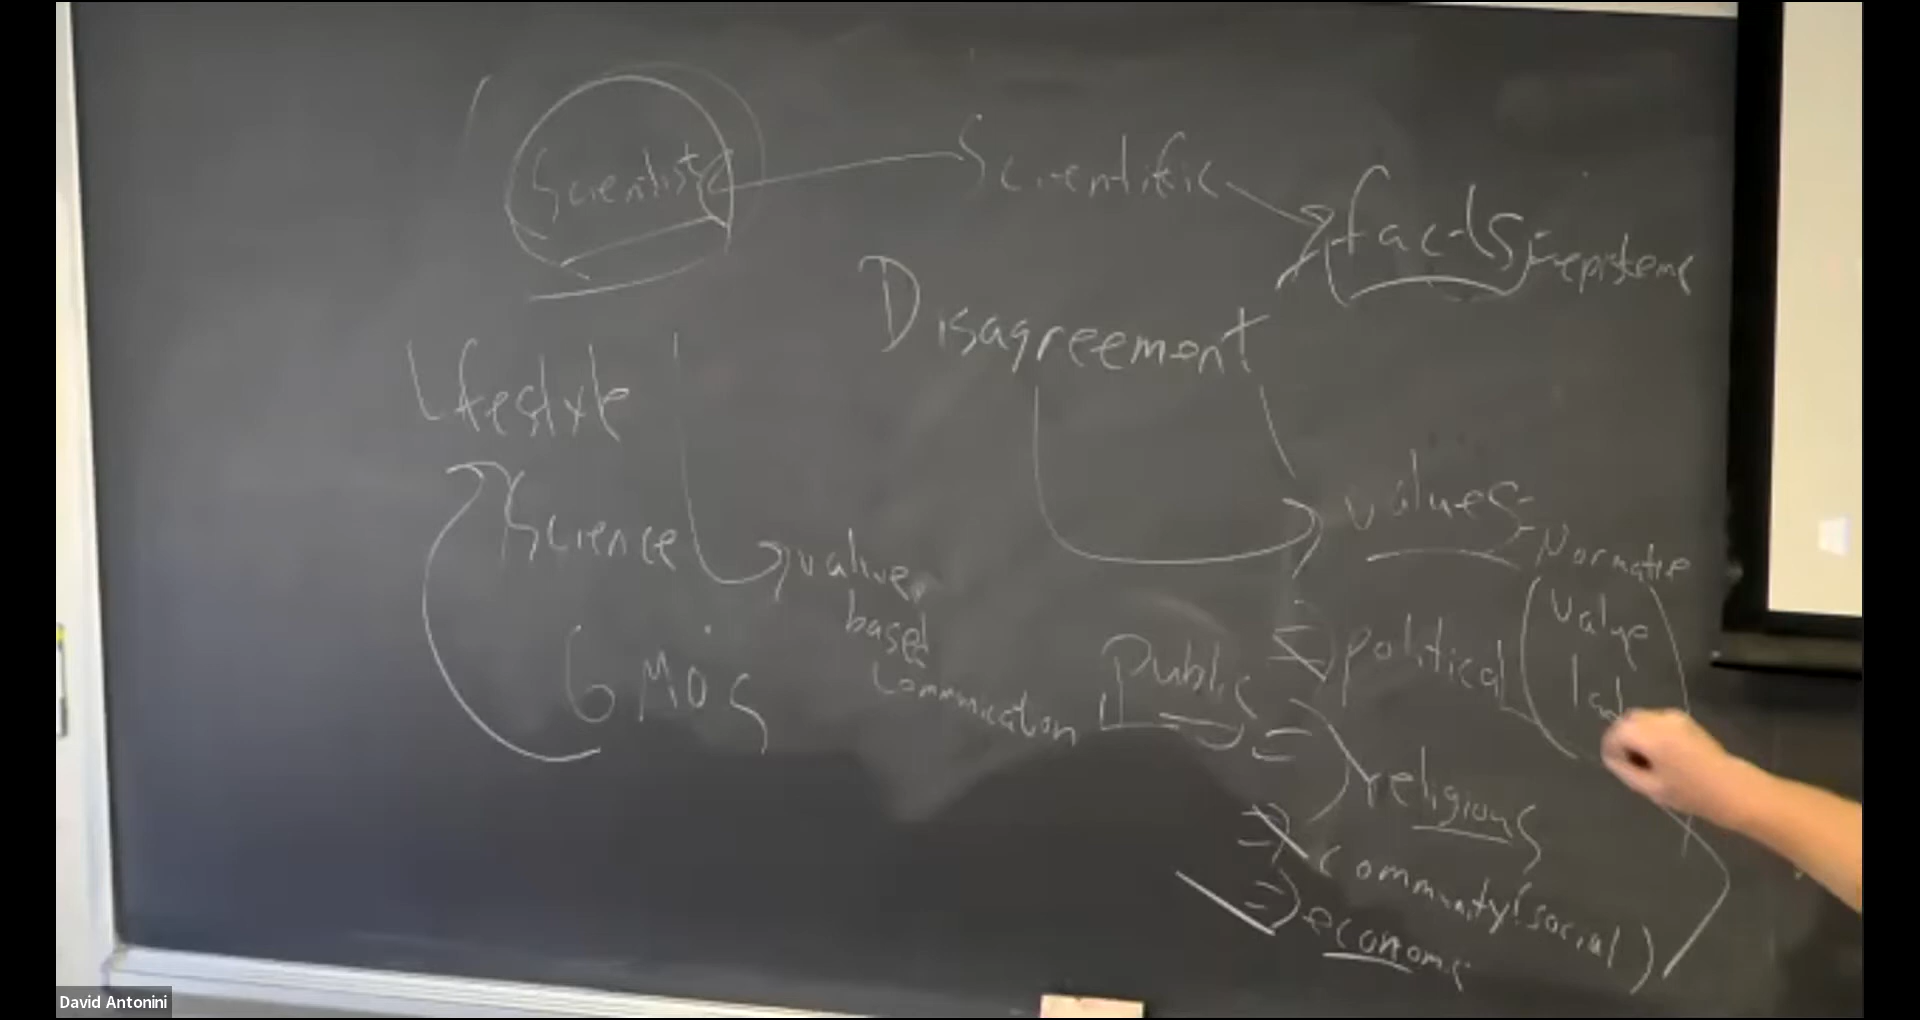 Scientists
Scientific
facts - episteme
Disagreement
Lifestyle
Science
values - Normative
value
based
communication
GMOs
Public
political
value
religious
community (social)
economic
David Antonini